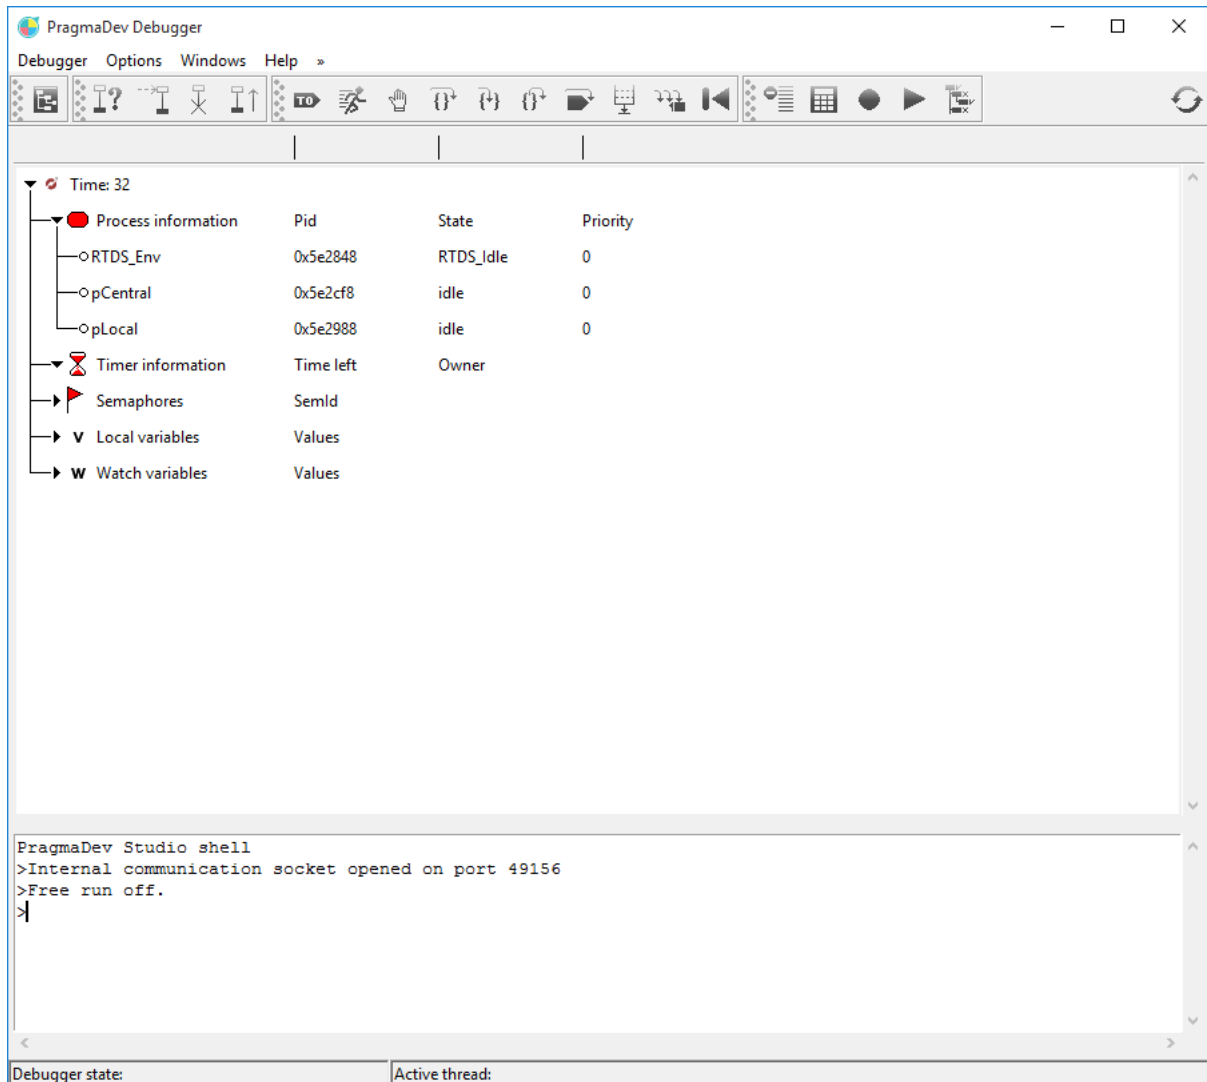 PragmaDev Debugger
Debugger Options Windows Help »
TO
Time: 32
Process information Pid State Priority
RTDS_Env 0x5e2848 RTDS_Idle 0
pCentral 0x5e2cf8 idle 0
pLocal 0x5e2988 idle 0
Timer information Time left Owner
Semaphores SemId
V Local variables Values
W Watch variables Values
PragmaDev Studio shell
>Internal communication socket opened on port 49156
>Free run off.
>
Debugger state: Active thread: